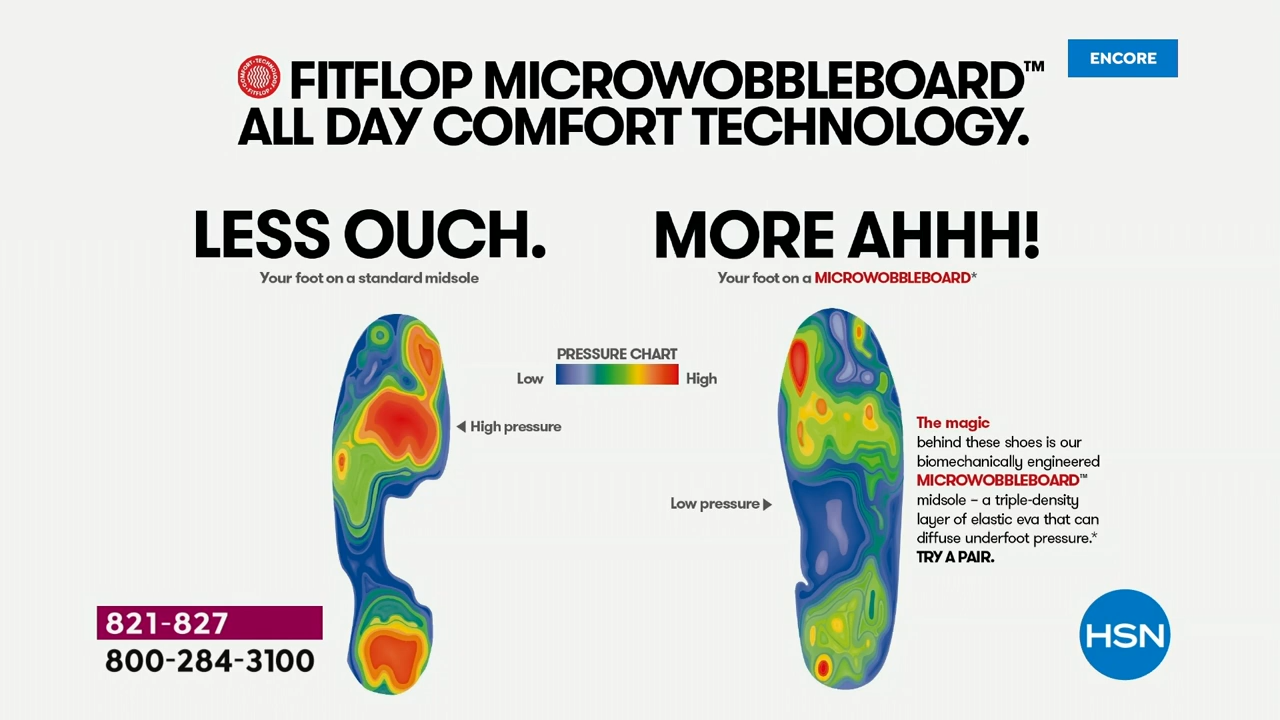 ENCORE
FITFLOP MICROWOBBLEBOARD™
ALL DAY COMFORT TECHNOLOGY.
LESS OUCH.
Your foot on a standard midsole
MORE AHHH!
Your foot on a MICROWOBBLEBOARD*
PRESSURE CHART
Low
High
High pressure
Low pressure
The magic
behind these shoes is our
biomechanically engineered
MICROWOBBLEBOARD™
midsole – a triple-density
layer of elastic eva that can
diffuse underfoot pressure.*
TRY A PAIR.
821-827
800-284-3100
HSN